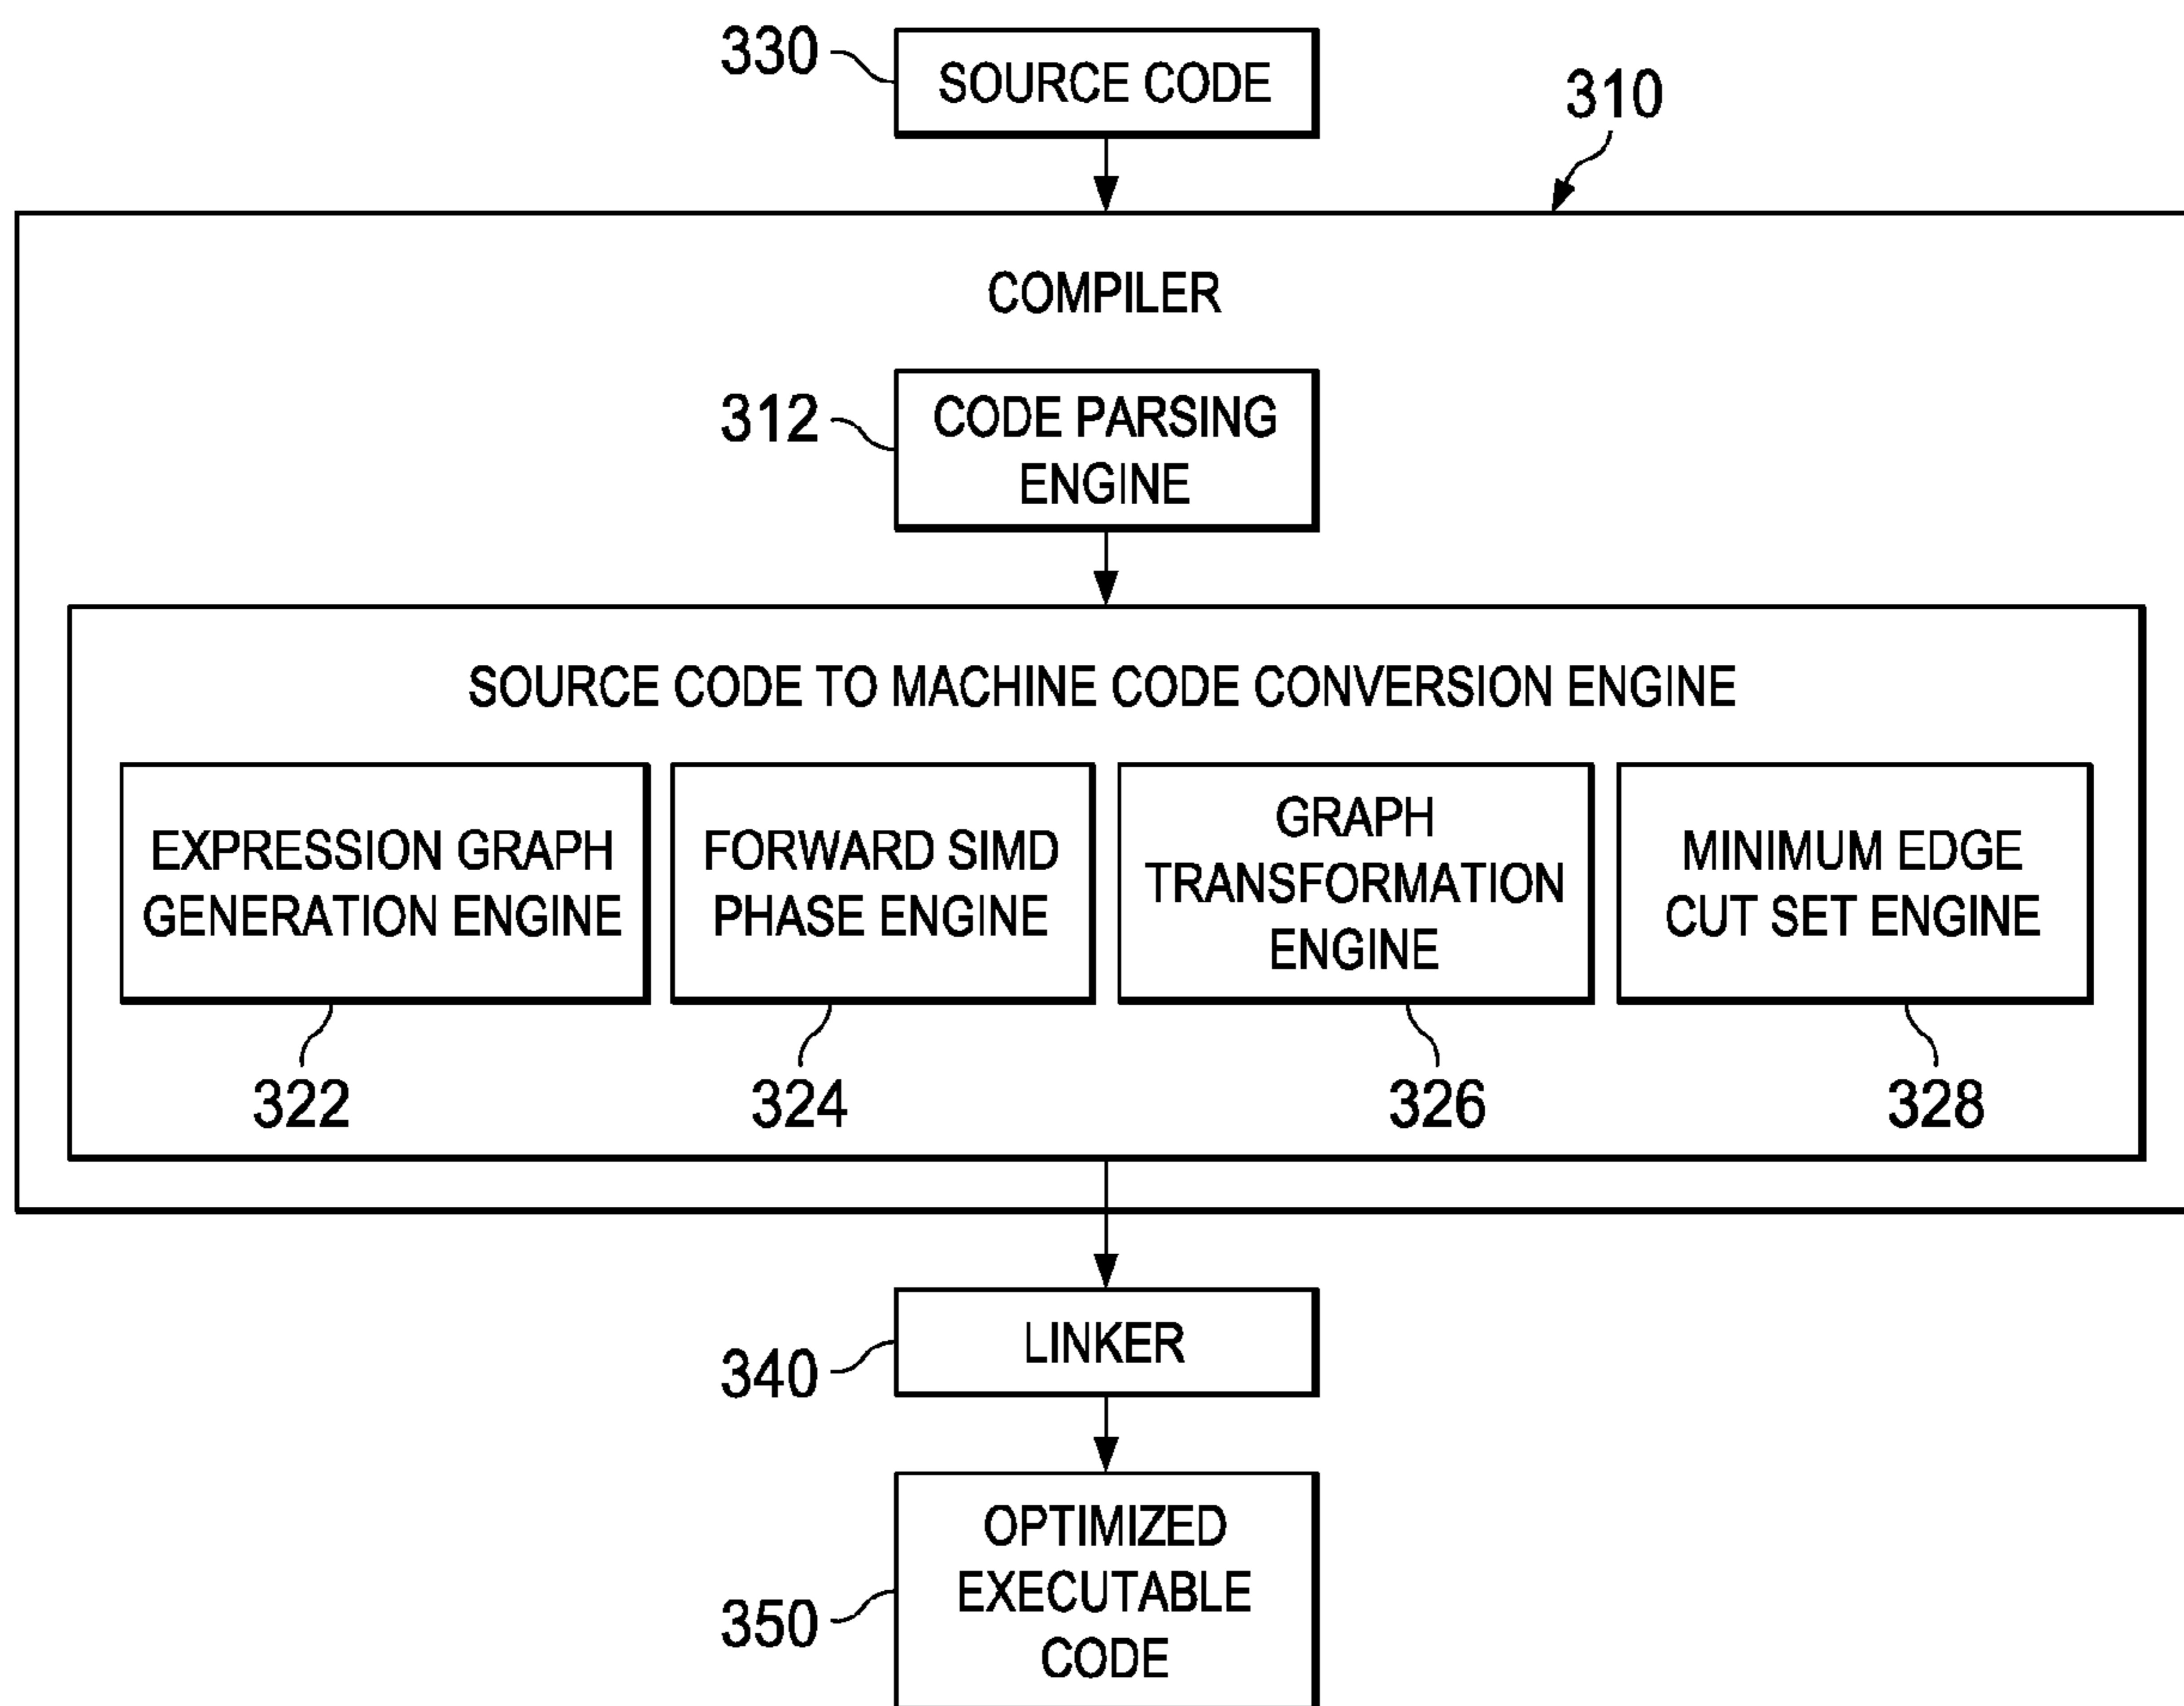 330
SOURCE CODE
310
COMPILER
312
CODE PARSING
ENGINE
SOURCE CODE TO MACHINE CODE CONVERSION ENGINE
EXPRESSION GRAPH
GENERATION ENGINE
FORWARD SIMD
PHASE ENGINE
GRAPH
TRANSFORMATION
ENGINE
MINIMUM EDGE
CUT SET ENGINE
322
324
326
328
LINKER
340
OPTIMIZED
EXECUTABLE
CODE
350